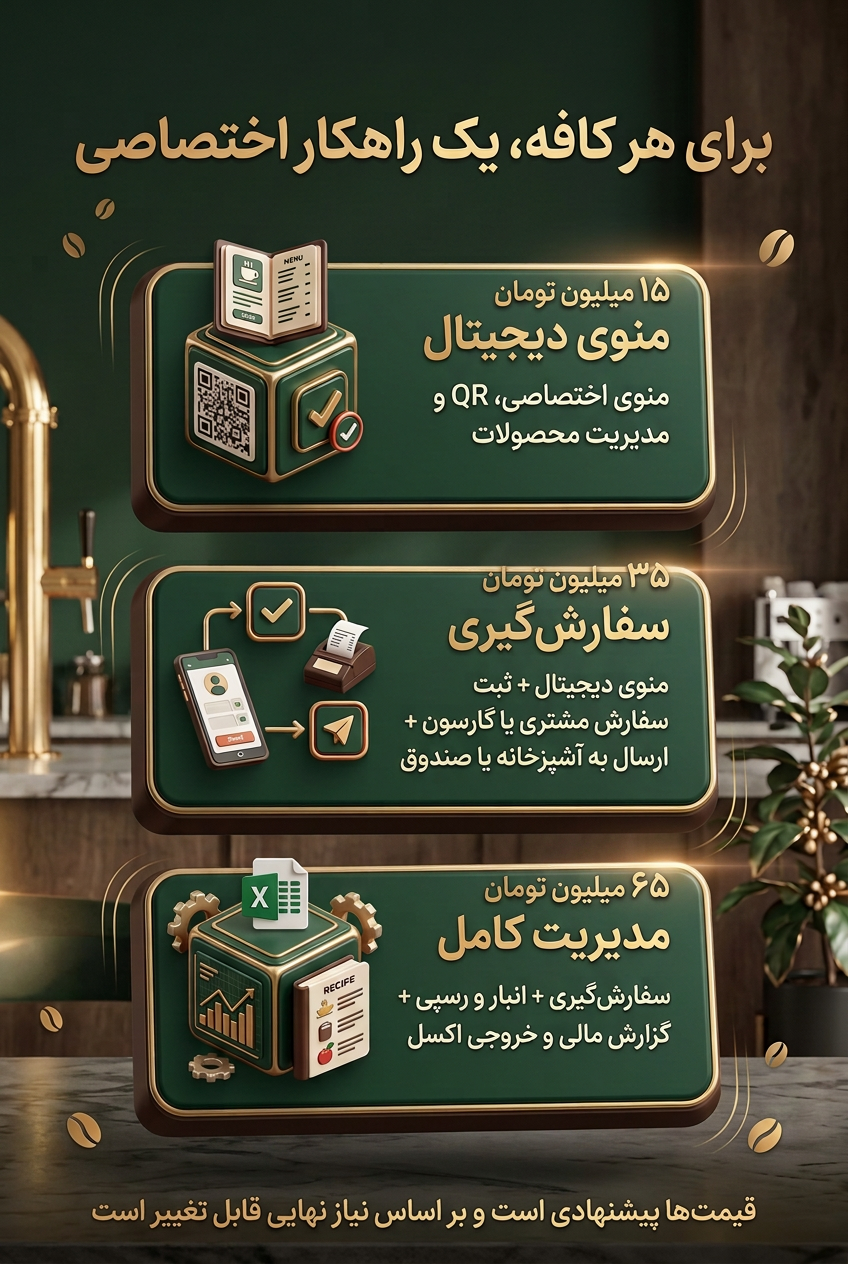 برای هر کافه، یک راهکار اختصاصی
HI
MENU
۱۵ میلیون تومان
منوی دیجیتال
منوی اختصاصی، QR و
مدیریت محصولات
۳۵ میلیون تومان
سفارش‌گیری
منوی دیجیتال + ثبت
سفارش مشتری یا گارسون +
ارسال به آشپزخانه یا صندوق
۶۵ میلیون تومان
مدیریت کامل
سفارش‌گیری + انبار و رسپی +
گزارش مالی و خروجی اکسل
X
RECIPE
قیمت‌ها پیشنهادی است و بر اساس نیاز نهایی قابل تغییر است